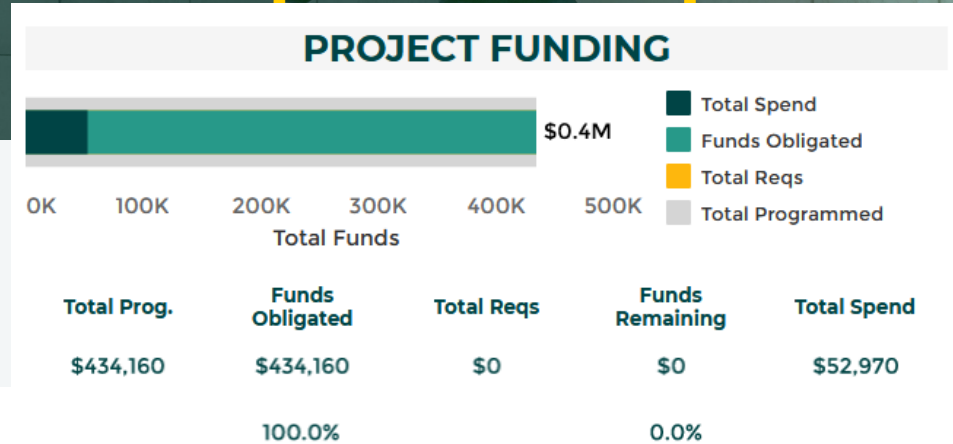 PROJECT FUNDING
$0.4M
Total Spend
Funds Obligated
Total Reqs
Total Programmed
0K 100K 200K 300K 400K 500K
Total Funds
Total Prog. Funds Obligated Total Reqs Funds Remaining Total Spend
$434,160 $434,160 $0 $0 $52,970
100.0% 0.0%